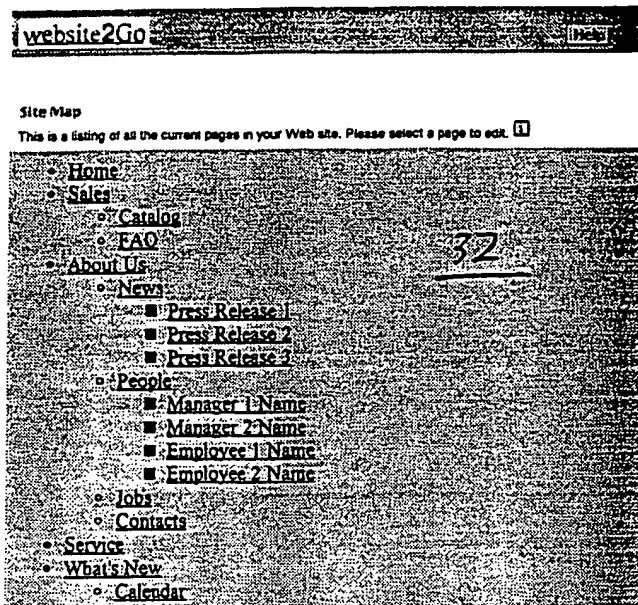 website2Go
Help
Site Map
This is a listing of all the current pages in your Web site. Please select a page to edit. i
Home
Sales
Catalog
FAQ
32
About Us
News
Press Release 1
Press Release 2
Press Release 3
People
Manager 1 Name
Manager 2 Name
Employee 1 Name
Employee 2 Name
Jobs
Contacts
Service
What's New
Calendar